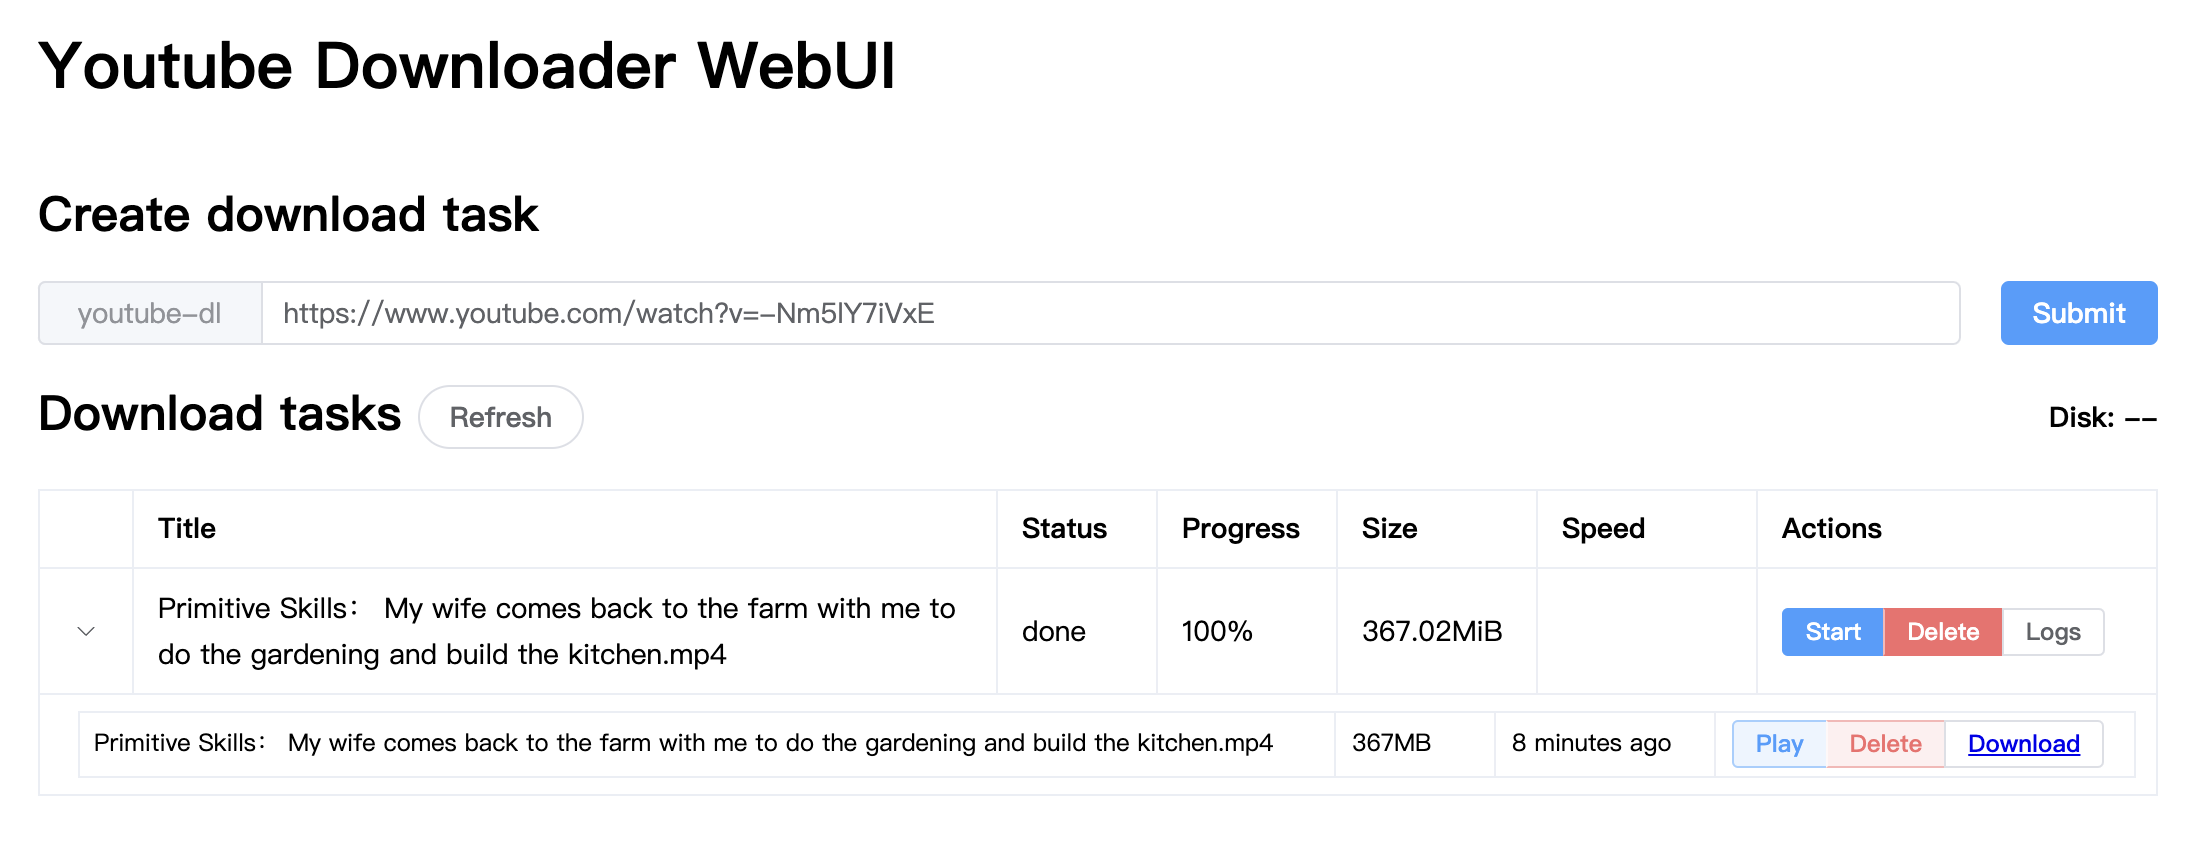 Youtube Downloader WebUI
Create download task
youtube-dl https://www.youtube.com/watch?v=-Nm5lY7iVxE Submit
Download tasks Refresh Disk: --
Title Status Progress Size Speed Actions
Primitive Skills： My wife comes back to the farm with me to
do the gardening and build the kitchen.mp4
done 100% 367.02MiB Start Delete Logs
Primitive Skills： My wife comes back to the farm with me to do the gardening and build the kitchen.mp4 367MB 8 minutes ago Play Delete Download